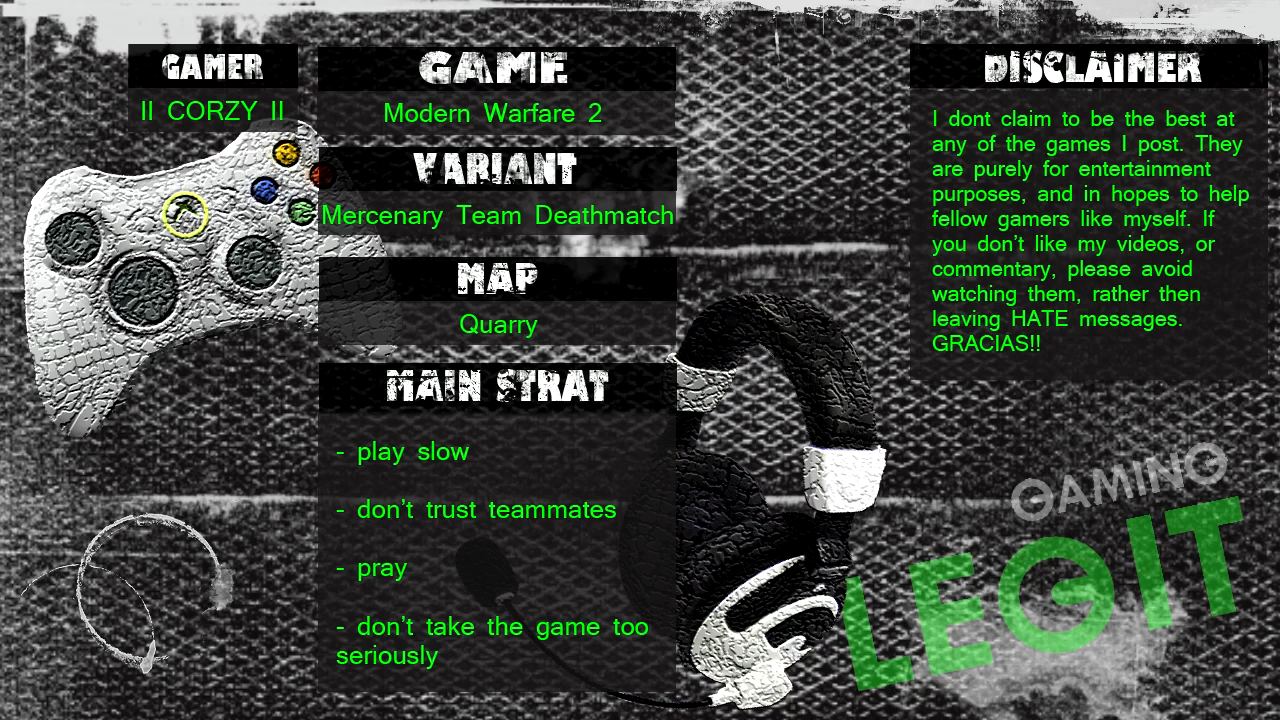 GAMER
II CORZY II
GAME
Modern Warfare 2
VARIANT
Mercenary Team Deathmatch
MAP
Quarry
MAIN STRAT
- play slow
- don't trust teammates
- pray
- don't take the game too
seriously
DISCLAIMER
I dont claim to be the best at
any of the games I post. They
are purely for entertainment
purposes, and in hopes to help
fellow gamers like myself. If
you don't like my videos, or
commentary, please avoid
watching them, rather then
leaving HATE messages.
GRACIAS!!
GAMING
LEGIT